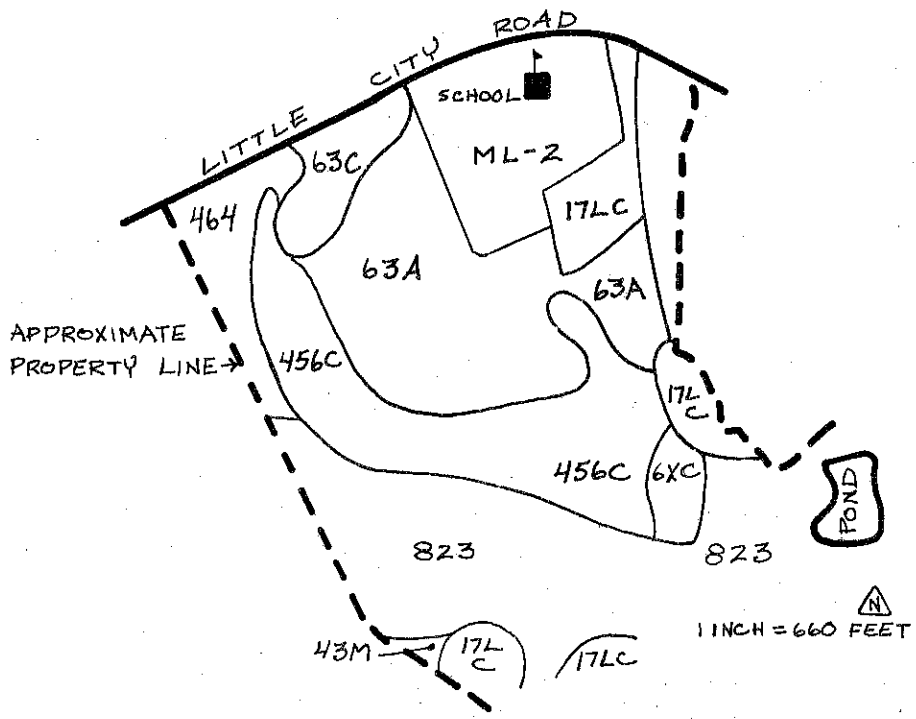 LITTLE CITY ROAD
SCHOOL
ML-2
63C
464
17LC
63A
63A
APPROXIMATE
PROPERTY LINE→
456C
17L
C
456C
6XC
POND
823
823
N
1 INCH = 660 FEET
43M
17L
C
17LC